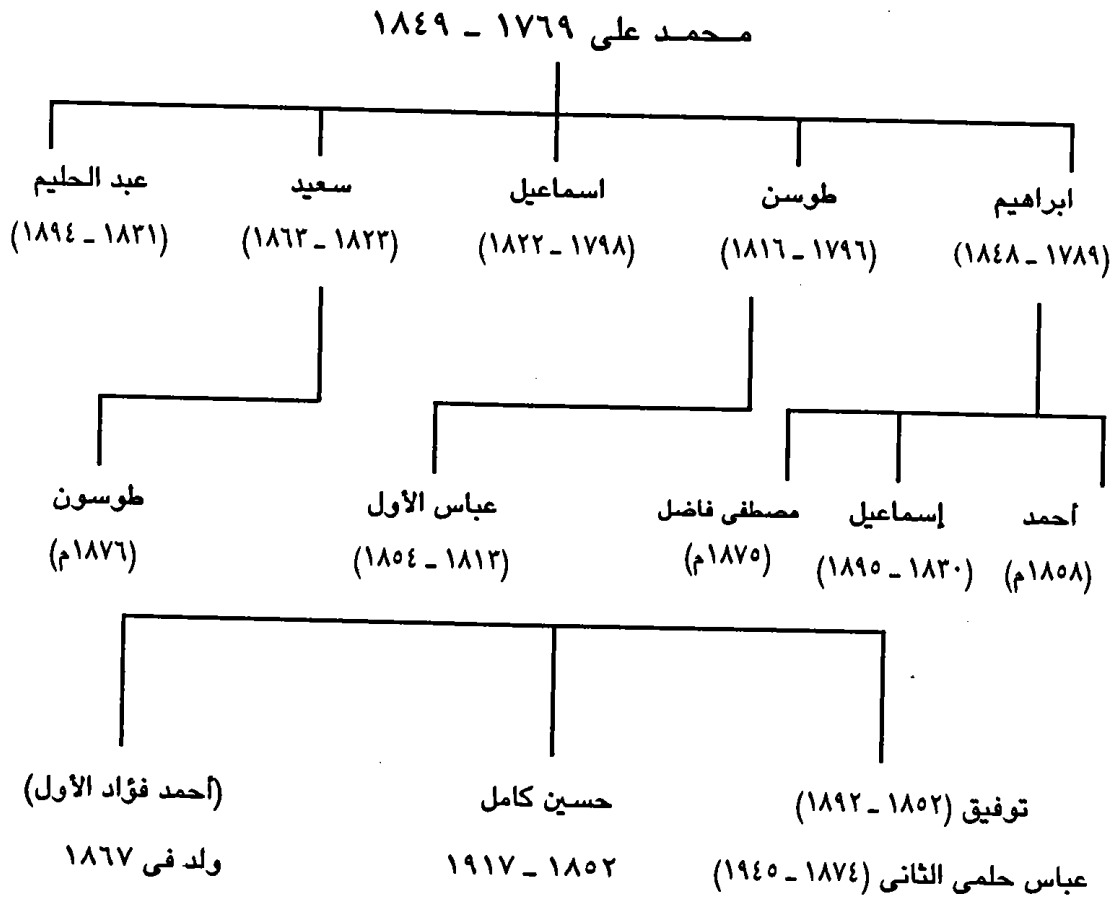 محمد على ١٧٦٩ - ١٨٤٩
ابراهيم
(١٧٨٩ - ١٨٤٨)
طوسن
(١٧٩٦ - ١٨١٦)
اسماعيل
(١٧٩٨ - ١٨٢٢)
سعيد
(١٨٢٣ - ١٨٦٣)
عبد الحليم
(١٨٣١ - ١٨٩٤)
أحمد
(١٨٥٨م)
إسماعيل
(١٨٣٠ - ١٨٩٥)
مصطفى فاضل
(١٨٧٥م)
عباس الأول
(١٨١٣ - ١٨٥٤)
طوسون
(١٨٧٦م)
توفيق (١٨٥٢ - ١٨٩٢)
عباس حلمى الثانى (١٨٧٤ - ١٩٤٥)
حسين كامل
١٨٥٢ - ١٩١٧
(أحمد فؤاد الأول)
ولد فى ١٨٦٧